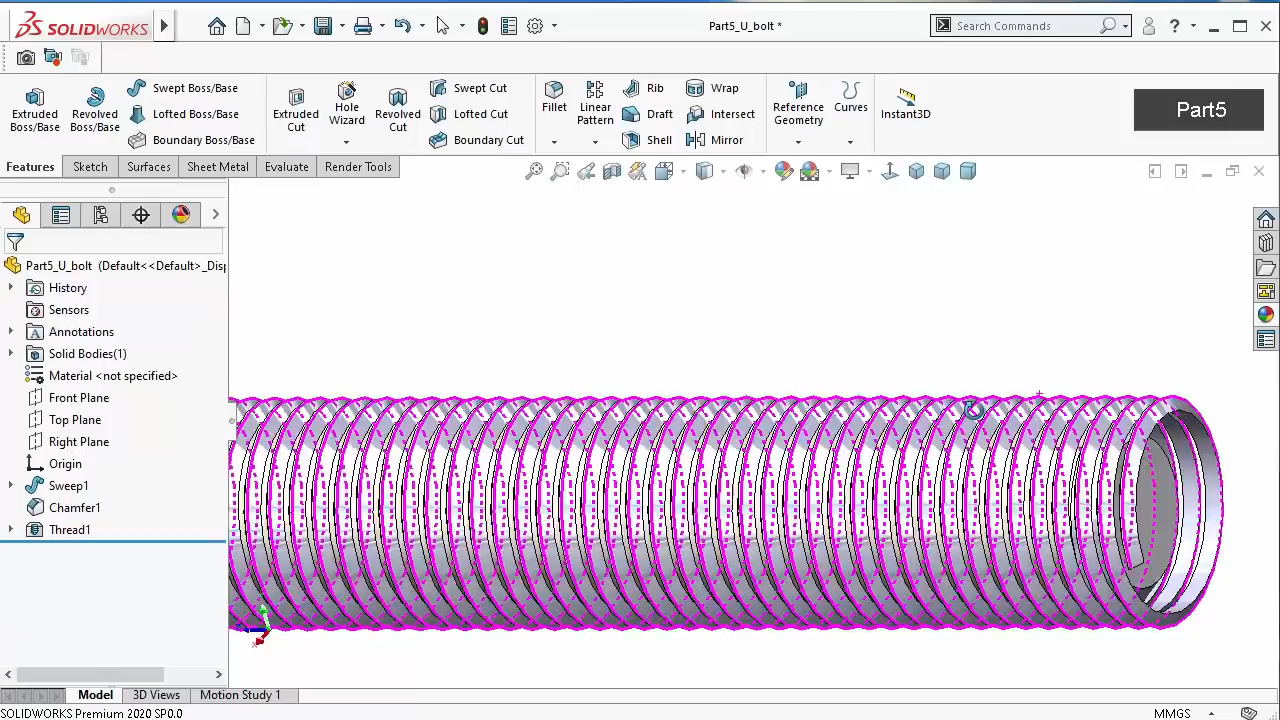 SOLIDWORKS
Part5_U_bolt *
Search Commands
?
Extruded Boss/Base
Revolved Boss/Base
Swept Boss/Base
Lofted Boss/Base
Boundary Boss/Base
Extruded Cut
Hole Wizard
Revolved Cut
Swept Cut
Lofted Cut
Boundary Cut
Fillet
Linear Pattern
Rib
Draft
Shell
Wrap
Intersect
Mirror
Reference Geometry
Curves
Instant3D
Part5
Features
Sketch
Surfaces
Sheet Metal
Evaluate
Render Tools
Part5_U_bolt (Default<<Default>_Disp
History
Sensors
Annotations
Solid Bodies(1)
Material <not specified>
Front Plane
Top Plane
Right Plane
Origin
Sweep1
Chamfer1
Thread1
Model
3D Views
Motion Study 1
SOLIDWORKS Premium 2020 SP0.0
MMGS